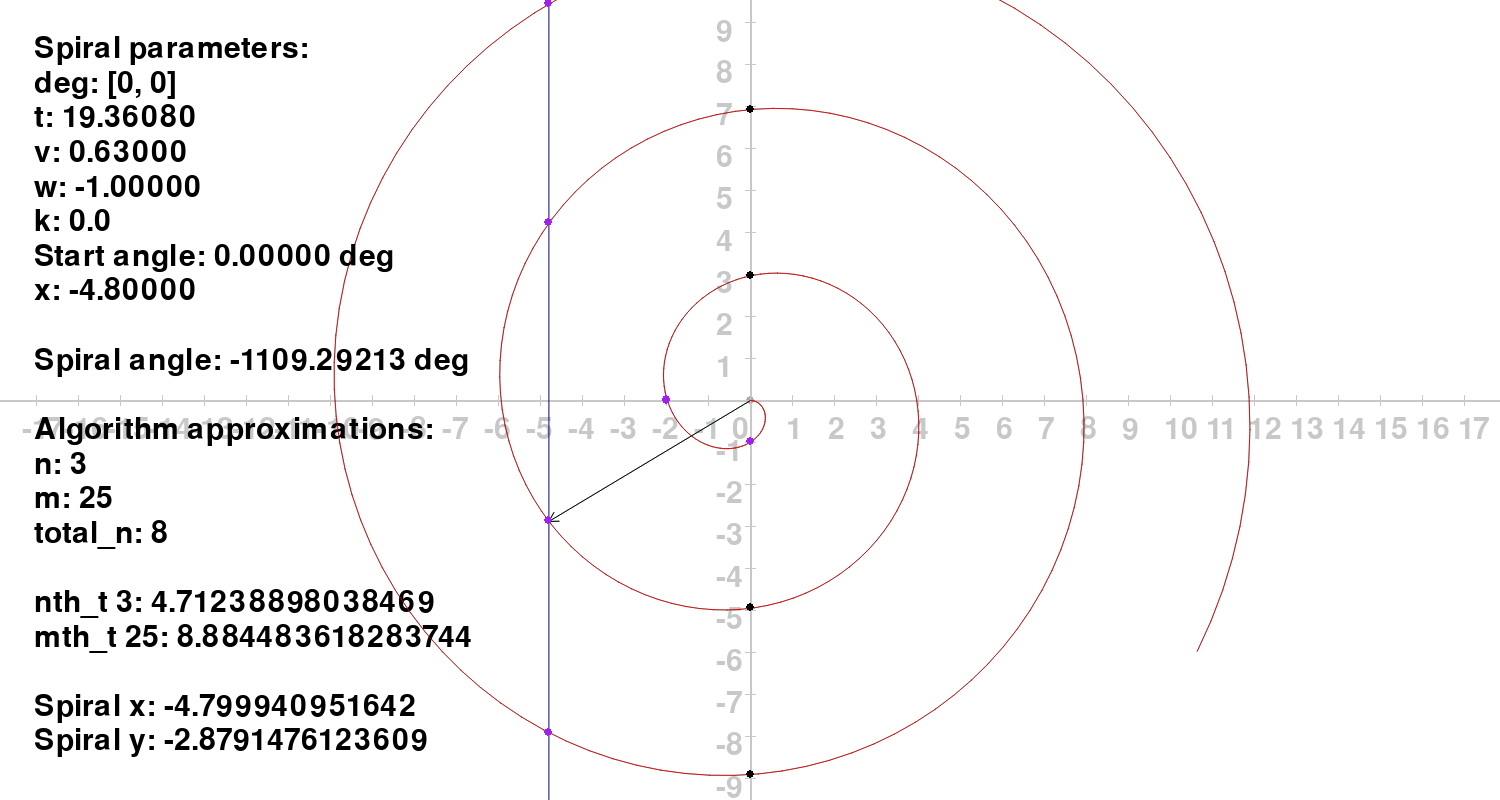 Spiral parameters:
deg: [0, 0]
t: 19.36080
v: 0.63000
w: -1.00000
k: 0.0
Start angle: 0.00000 deg
x: -4.80000
Spiral angle: -1109.29213 deg
Algorithm approximations:
n: 3
m: 25
total_n: 8
nth_t 3: 4.71238898038469
mth_t 25: 8.884483618283744
Spiral x: -4.799940951642
Spiral y: -2.8791476123609
9
8
7
6
5
4
3
2
1
-7 -6 -5 -4 -3 -2 -1 0 1 2 3 4 5 6 7 8 9 10 11 12 13 14 15 16 17
-1
-2
-3
-4
-5
-6
-7
-8
-9